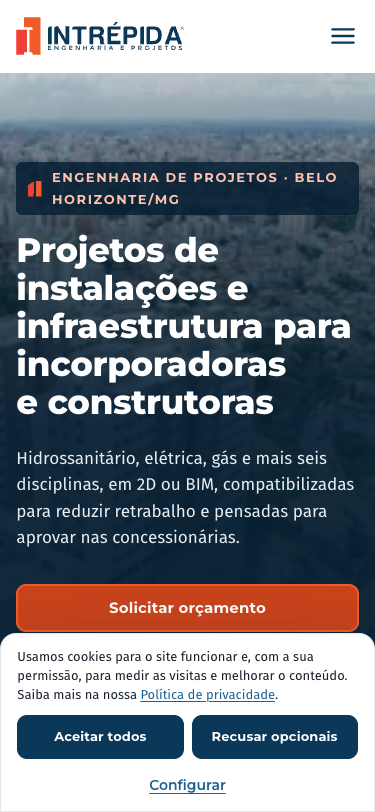 INTRÉPIDA
ENGENHARIA E PROJETOS
ENGENHARIA DE PROJETOS · BELO
HORIZONTE/MG
Projetos de
instalações e
infraestrutura para
incorporadoras
e construtoras
Hidrossanitário, elétrica, gás e mais seis
disciplinas, em 2D ou BIM, compatibilizadas
para reduzir retrabalho e pensadas para
aprovar nas concessionárias.
Solicitar orçamento
Usamos cookies para o site funcionar e, com a sua
permissão, para medir as visitas e melhorar o conteúdo.
Saiba mais na nossa Política de privacidade.
Aceitar todos
Recusar opcionais
Configurar